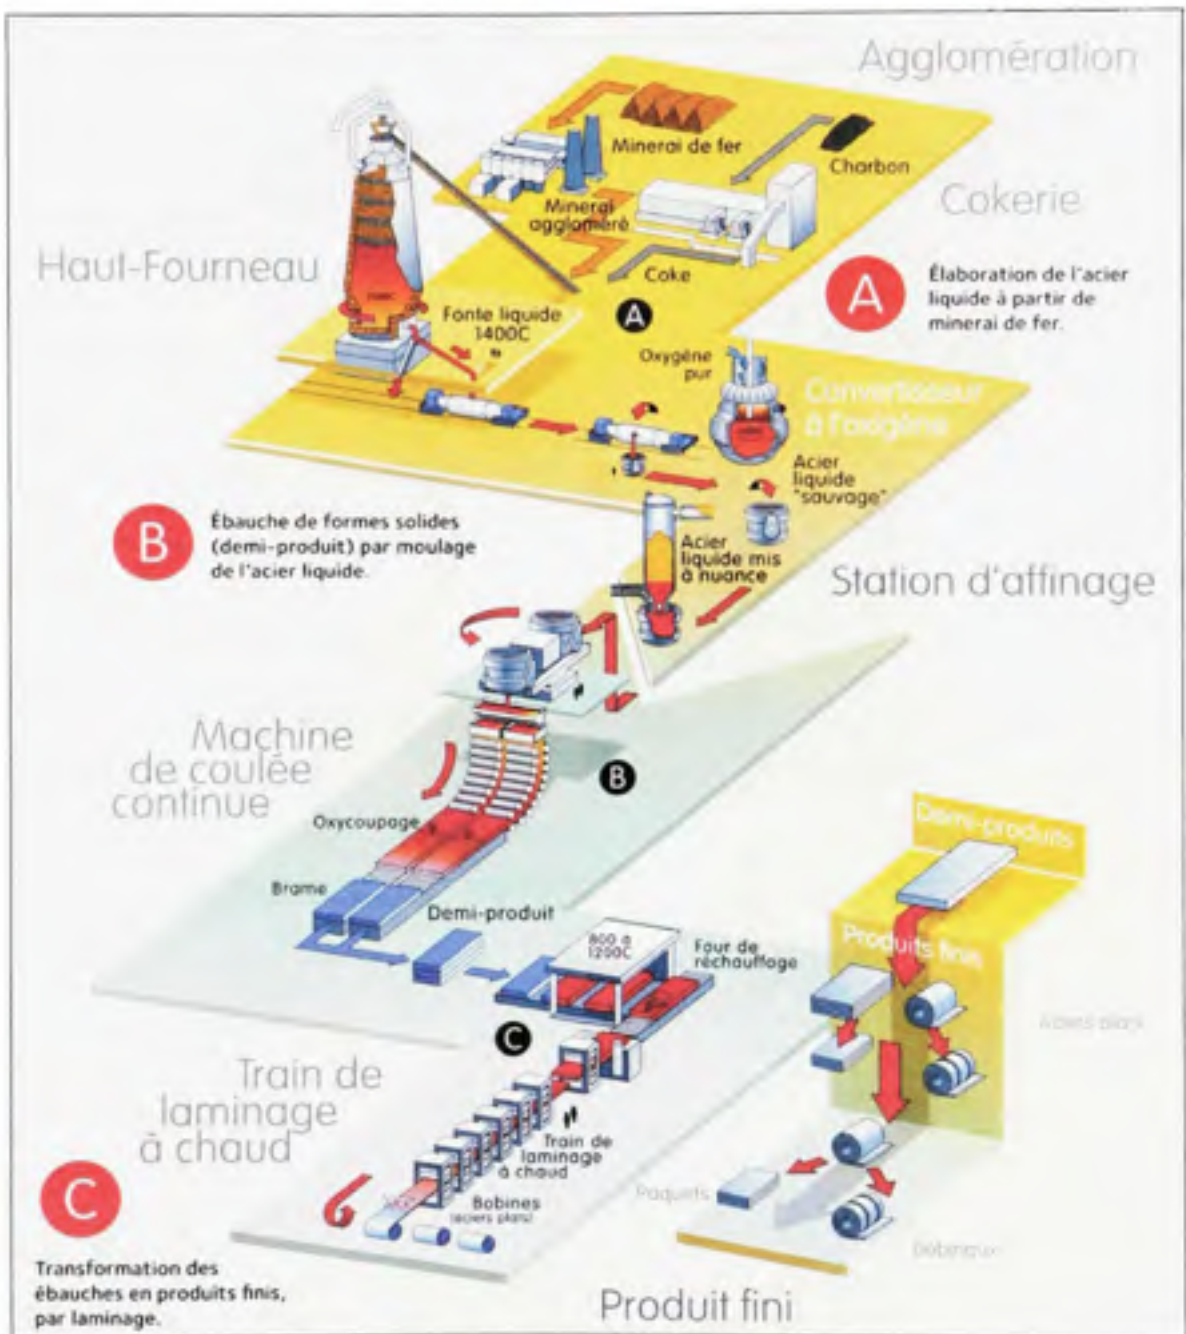 Agglomération
Minerai de fer
Charbon
Cokerie
Minerai
aggloméré
Haut-Fourneau
Coke
A
Élaboration de l'acier
liquide à partir de
minerai de fer.
A
Fonte liquide
1400C
Oxygène
pur
Convertisseur
à l'oxigène
Acier
liquide
"sauvage"
B
Ébauche de formes solides
(demi-produit) par moulage
de l'acier liquide.
Acier
liquide mis
à nuance
Station d'affinage
Machine
de coulée
continue
B
Oxycoupage
Brame
Demi-produit
800 à
1200C
Four de
réchauffage
Demi-produits
Produits finis
Aciers plats
C
Train de
laminage
à chaud
Train de
laminage
à chaud
C
Bobines
(aciers plats)
Paquets
Transformation des
ébauches en produits finis,
par laminage.
Produit fini